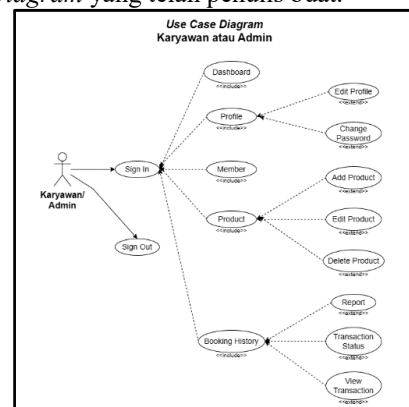 diagram yang telah penulis buat.
Use Case Diagram
Karyawan atau Admin
Dashboard
<<include>>
Profile
<<include>>
Edit Profile
<<extend>>
Change
Password
<<extend>>
Sign In
Karyawan/
Admin
Member
<<include>>
Sign Out
Product
<<include>>
Add Product
<<extend>>
Edit Product
<<extend>>
Delete Product
<<extend>>
Booking History
<<include>>
Report
<<extend>>
Transaction
Status
<<extend>>
View
Transaction
<<extend>>